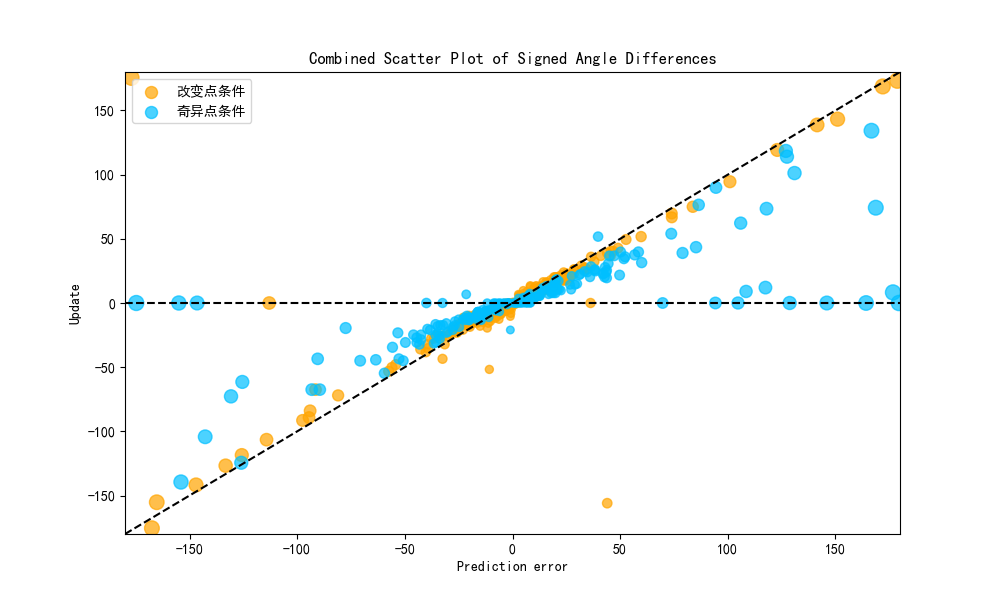 Combined Scatter Plot of Signed Angle Differences
改变点条件
奇异点条件
150
100
50
0
−50
−100
−150
Update
−150
−100
−50
0
50
100
150
Prediction error